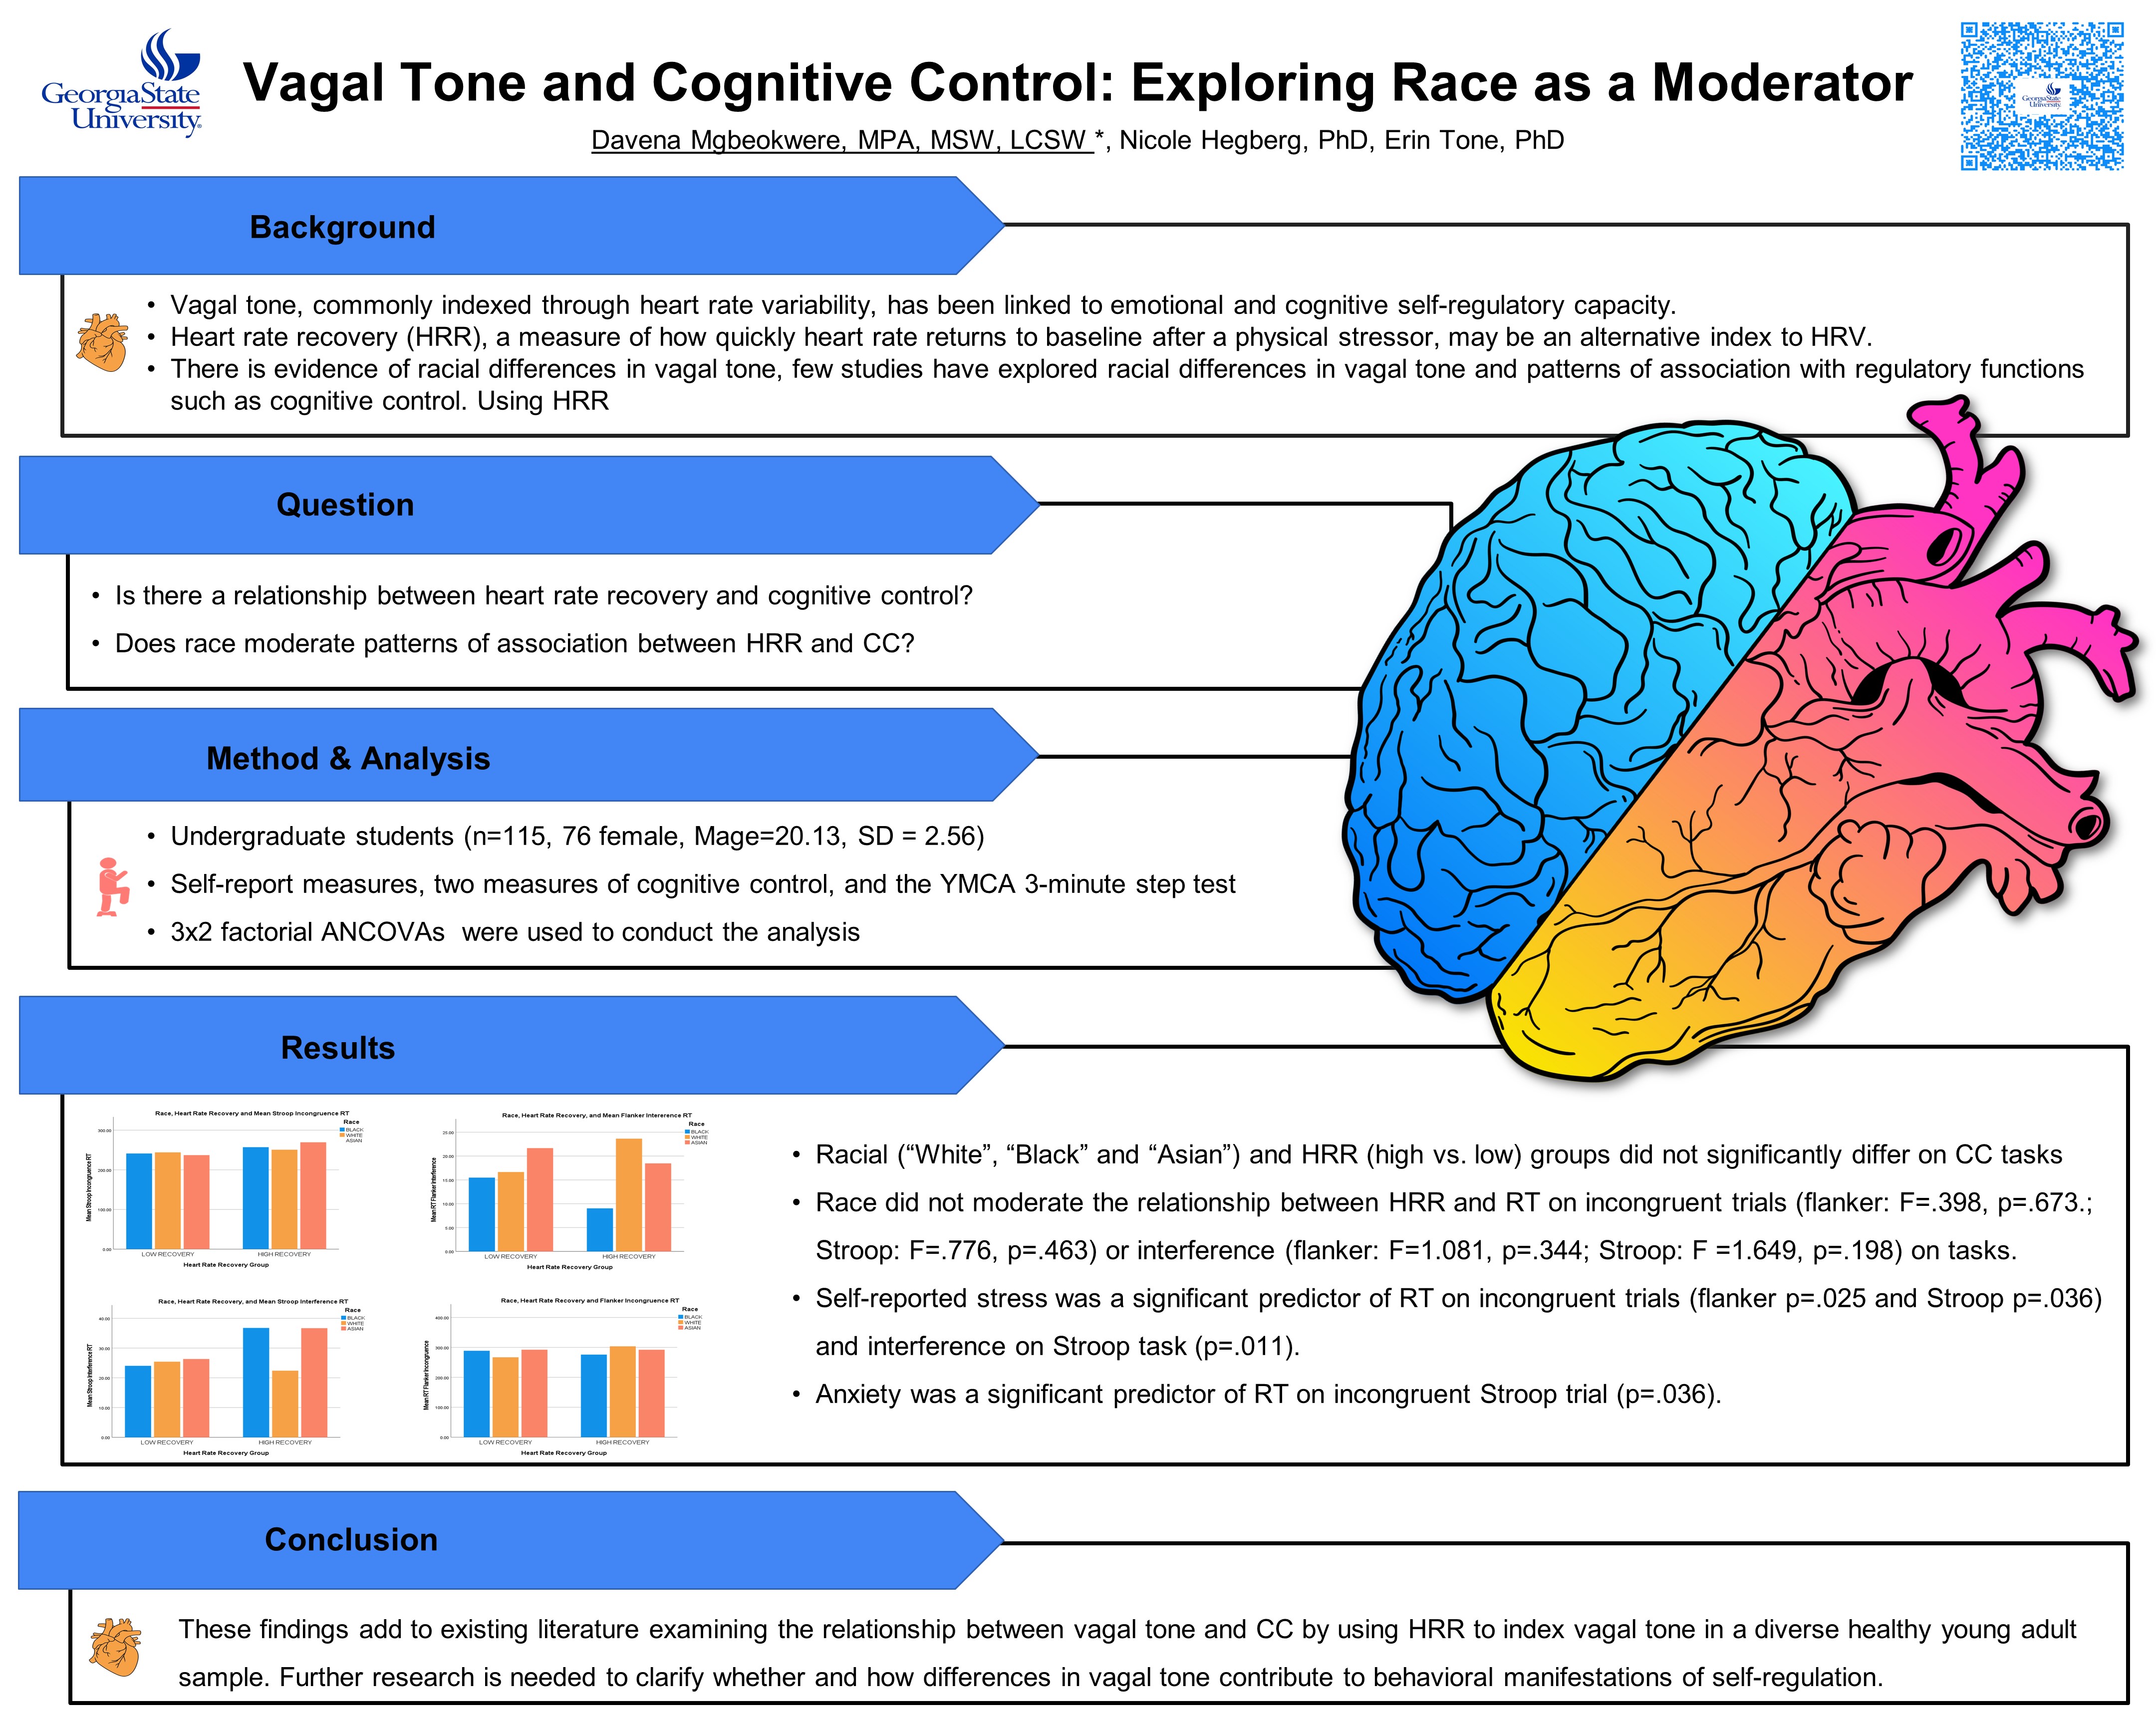 GeorgiaState
University
Vagal Tone and Cognitive Control: Exploring Race as a Moderator
Davena Mgbeokwere, MPA, MSW, LCSW *, Nicole Hegberg, PhD, Erin Tone, PhD
GeorgiaState
University
Background
• Vagal tone, commonly indexed through heart rate variability, has been linked to emotional and cognitive self-regulatory capacity.
• Heart rate recovery (HRR), a measure of how quickly heart rate returns to baseline after a physical stressor, may be an alternative index to HRV.
• There is evidence of racial differences in vagal tone, few studies have explored racial differences in vagal tone and patterns of association with regulatory functions
such as cognitive control. Using HRR
Question
• Is there a relationship between heart rate recovery and cognitive control?
• Does race moderate patterns of association between HRR and CC?
Method & Analysis
• Undergraduate students (n=115, 76 female, Mage=20.13, SD = 2.56)
• Self-report measures, two measures of cognitive control, and the YMCA 3-minute step test
• 3x2 factorial ANCOVAs were used to conduct the analysis
Results
Race, Heart Rate Recovery and Mean Stroop Incongruence RT
Race
BLACK
WHITE
ASIAN
Mean Stroop Incongruence RT
300.00
200.00
100.00
0.00
LOW RECOVERY
HIGH RECOVERY
Heart Rate Recovery Group
Race, Heart Rate Recovery, and Mean Flanker Intererence RT
Race
BLACK
WHITE
ASIAN
Mean RT Flanker Interference
25.00
20.00
15.00
10.00
5.00
0.00
LOW RECOVERY
HIGH RECOVERY
Heart Rate Recovery Group
Race, Heart Rate Recovery, and Mean Stroop Interference RT
Race
BLACK
WHITE
ASIAN
Mean Stroop Interference RT
40.00
30.00
20.00
10.00
0.00
LOW RECOVERY
HIGH RECOVERY
Heart Rate Recovery Group
Race, Heart Rate Recovery and Flanker Incongruence RT
Race
BLACK
WHITE
ASIAN
Mean RT Flanker Incongruence
400.00
300.00
200.00
100.00
0.00
LOW RECOVERY
HIGH RECOVERY
Heart Rate Recovery Group
• Racial (“White”, “Black” and “Asian”) and HRR (high vs. low) groups did not significantly differ on CC tasks
• Race did not moderate the relationship between HRR and RT on incongruent trials (flanker: F=.398, p=.673.;
Stroop: F=.776, p=.463) or interference (flanker: F=1.081, p=.344; Stroop: F =1.649, p=.198) on tasks.
• Self-reported stress was a significant predictor of RT on incongruent trials (flanker p=.025 and Stroop p=.036)
and interference on Stroop task (p=.011).
• Anxiety was a significant predictor of RT on incongruent Stroop trial (p=.036).
Conclusion
These findings add to existing literature examining the relationship between vagal tone and CC by using HRR to index vagal tone in a diverse healthy young adult
sample. Further research is needed to clarify whether and how differences in vagal tone contribute to behavioral manifestations of self-regulation.